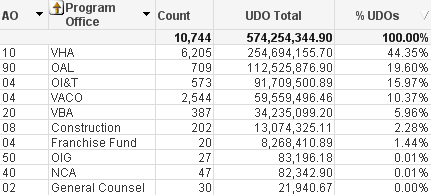 AO Program Office Count UDO Total % UDOs
10,744 574,254,344.90 100.00%
10 VHA 6,205 254,694,155.70 44.35%
90 OAL 709 112,525,876.90 19.60%
04 OI&T 573 91,709,500.89 15.97%
04 VACO 2,544 59,559,496.46 10.37%
20 VBA 387 34,235,099.20 5.96%
08 Construction 202 13,074,325.11 2.28%
04 Franchise Fund 20 8,268,410.89 1.44%
50 OIG 27 83,196.18 0.01%
40 NCA 47 82,342.90 0.01%
02 General Counsel 30 21,940.67 0.00%